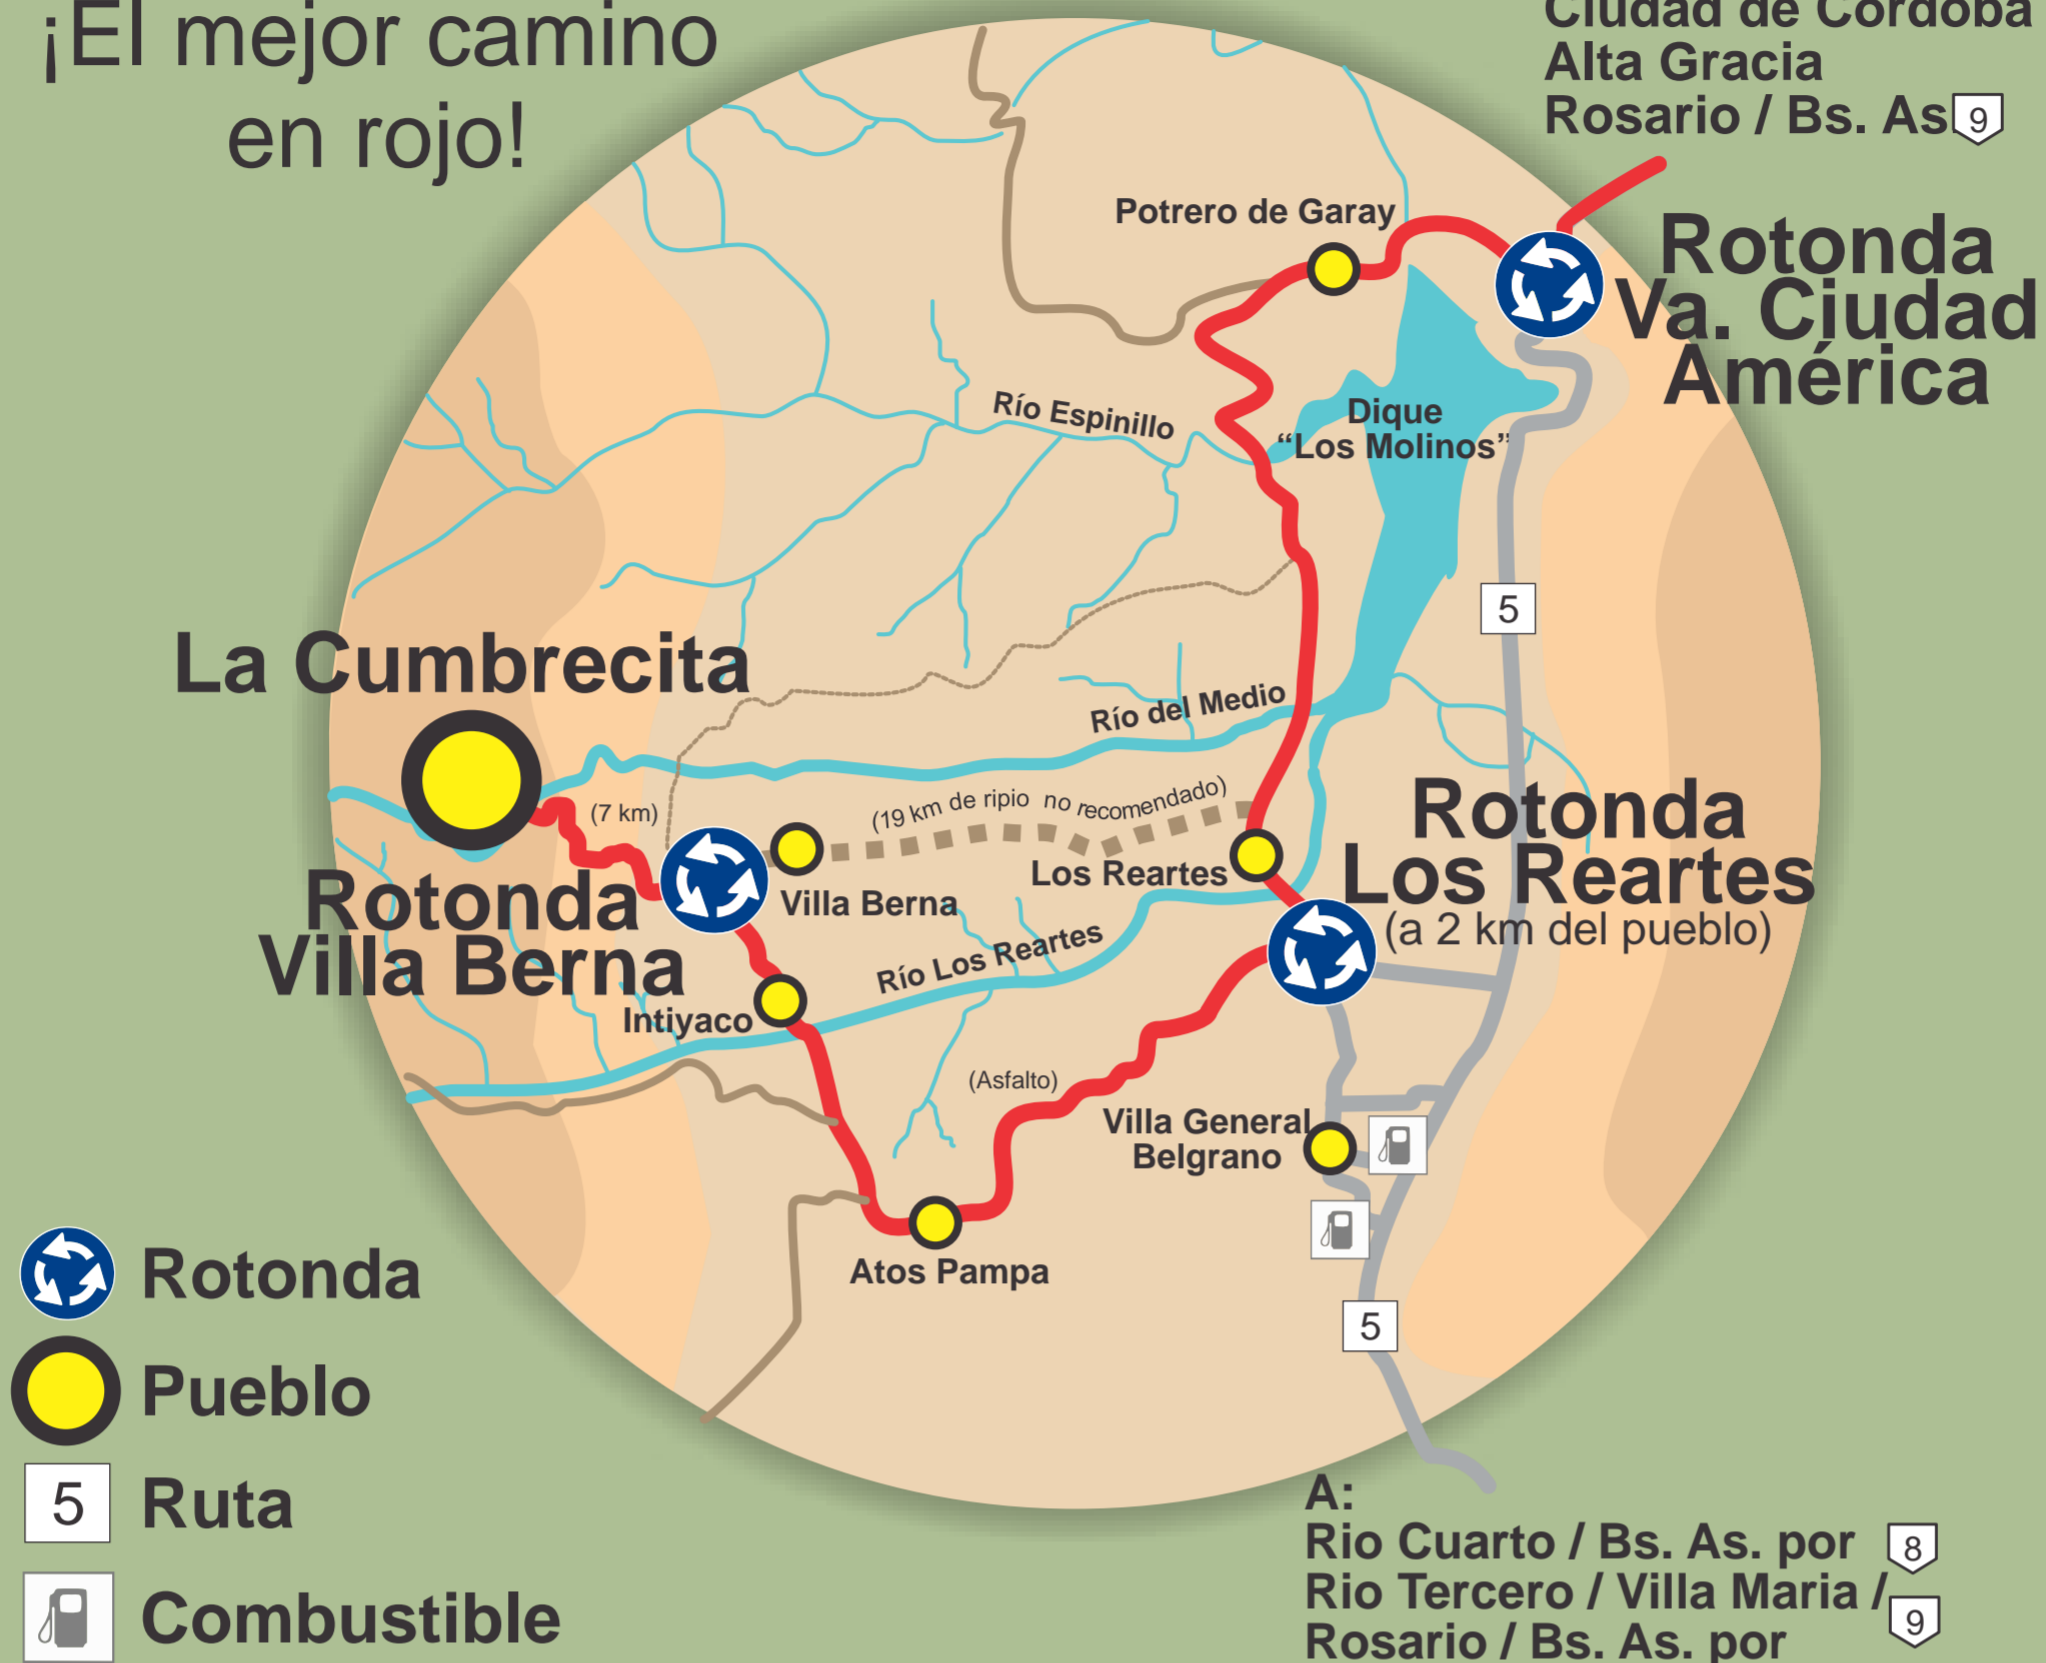 ¡El mejor camino
en rojo!
Ciudad de Córdoba
Alta Gracia
Rosario / Bs. As 9
Potrero de Garay
Rotonda
Va. Ciudad
América
Río Espinillo
Dique
“Los Molinos”
5
La Cumbrecita
Río del Medio
(7 km)
(19 km de ripio no recomendado)
Rotonda
Los Reartes
(a 2 km del pueblo)
Los Reartes
Villa Berna
Rotonda
Villa Berna
Río Los Reartes
Intiyaco
(Asfalto)
Villa General
Belgrano
Atos Pampa
5
Rotonda
Pueblo
5 Ruta
Combustible
A:
Rio Cuarto / Bs. As. por 8
Rio Tercero / Villa Maria /
Rosario / Bs. As. por 9